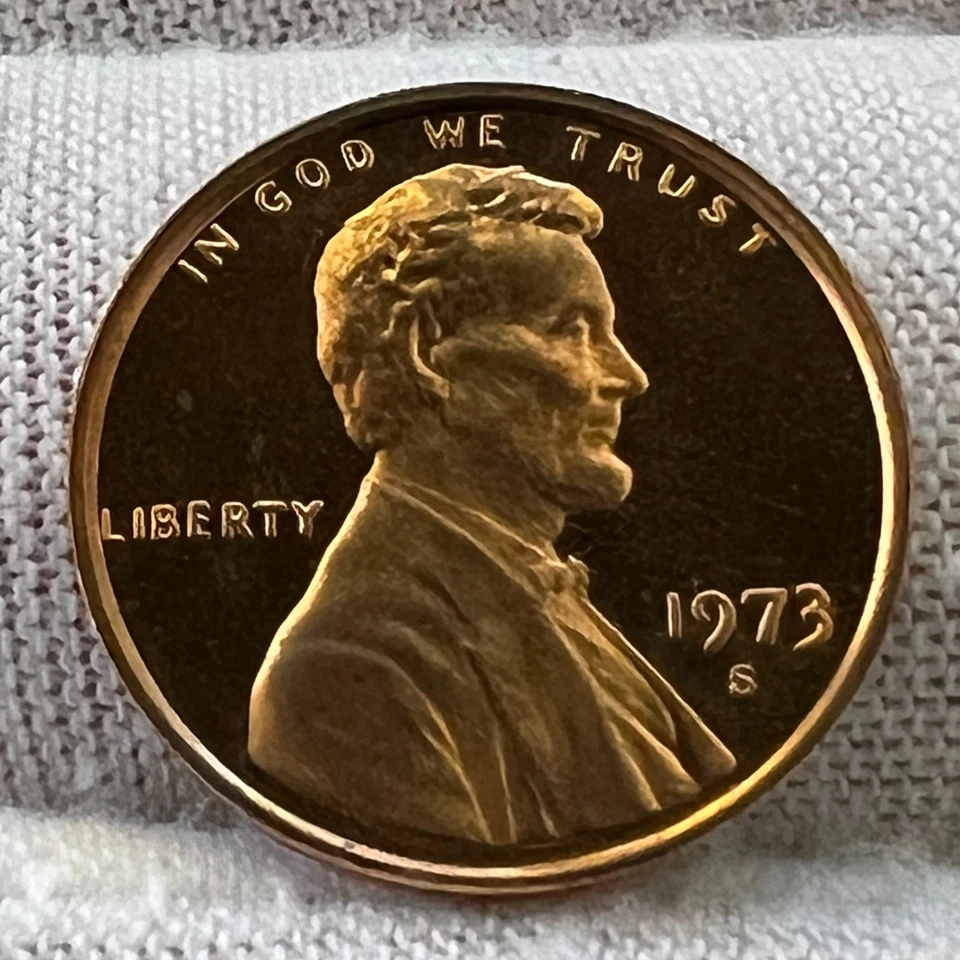 IN GOD WE TRUST
LIBERTY
1973
S